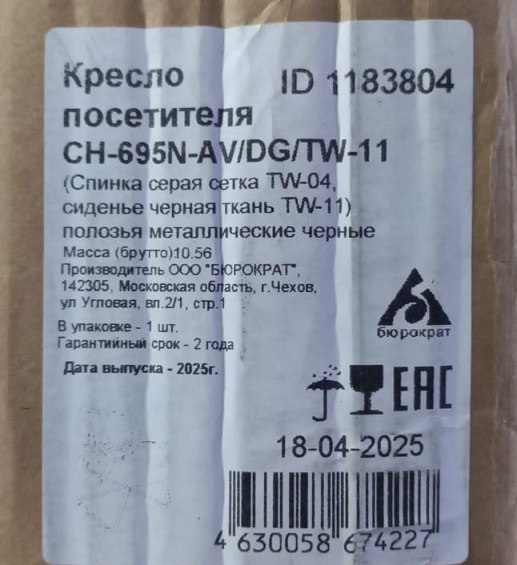 Кресло ID 1183804
посетителя
CH-695N-AV/DG/TW-11
(Спинка серая сетка TW-04,
сиденье черная ткань TW-11)
полозья металлические черные
Масса (брутто)10.56
Производитель ООО "БЮРОКРАТ",
142305, Московская область, г.Чехов,
ул Угловая, вл.2/1, стр.1
бюрократ
В упаковке - 1 шт.
Гарантийный срок - 2 года
Дата выпуска - 2025г.
EAC
18-04-2025
4 630058 674227